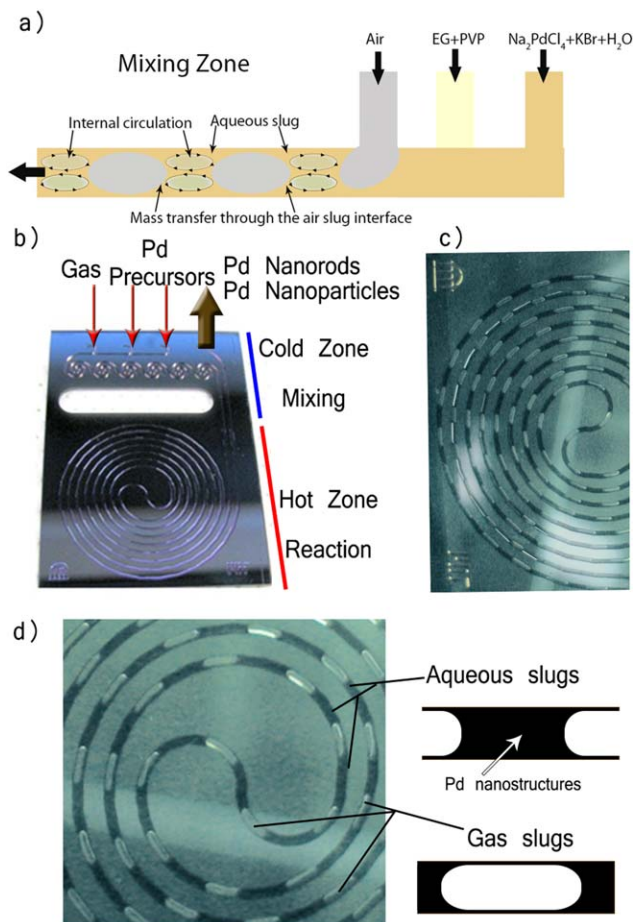 a)
Air
EG+PVP
Na₂PdCl₄+KBr+H₂O
Mixing Zone
Internal circulation
Aqueous slug
Mass transfer through the air slug interface
b)
Gas
Pd
Precursors
Pd Nanorods
Pd Nanoparticles
Cold Zone
Mixing
Hot Zone
Reaction
c)
d)
Aqueous slugs
Pd nanostructures
Gas slugs